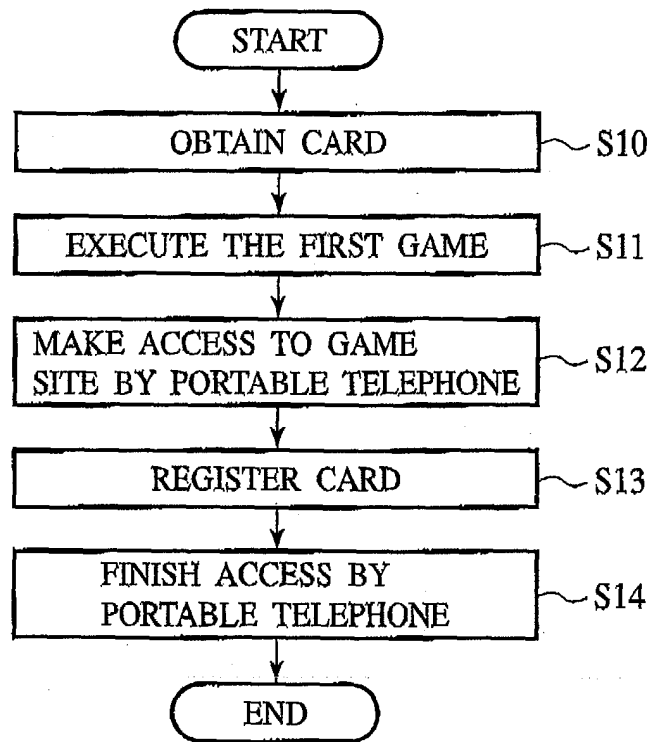 START
OBTAIN CARD
S10
EXECUTE THE FIRST GAME
S11
MAKE ACCESS TO GAME
SITE BY PORTABLE TELEPHONE
S12
REGISTER CARD
S13
FINISH ACCESS BY
PORTABLE TELEPHONE
S14
END